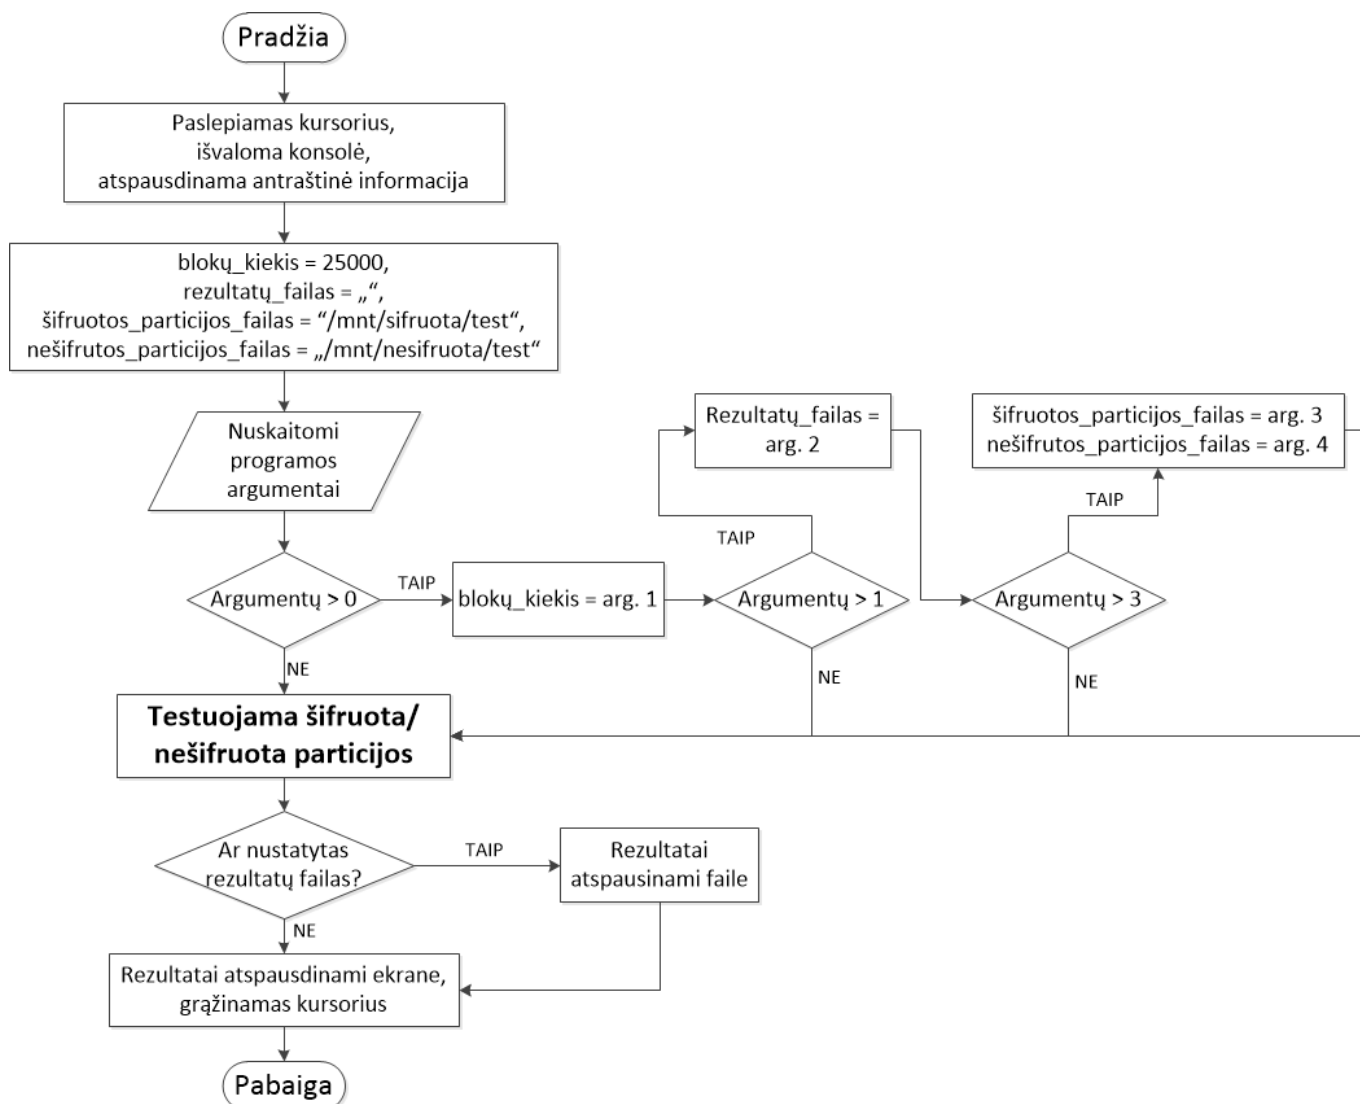 Pradžia
Paslepiamas kursorius,
išvaloma konsolė,
atspausdinama antraštinė informacija
blokų_kiekis = 25000,
rezultatų_failas = „“,
šifruotos_particijos_failas = “/mnt/sifruota/test“,
nešifrutos_particijos_failas = „/mnt/nesifruota/test“
Nuskaitomi
programos
argumentai
Argumentų > 0
TAIP
blokų_kiekis = arg. 1
Argumentų > 1
TAIP
Rezultatų_failas =
arg. 2
Argumentų > 3
TAIP
šifruotos_particijos_failas = arg. 3
nešifrutos_particijos_failas = arg. 4
NE
NE
NE
Testuojama šifruota/
nešifruota particijos
Ar nustatytas
rezultatų failas?
TAIP
Rezultatai
atspausinami faile
NE
Rezultatai atspausdinami ekrane,
grąžinamas kursorius
Pabaiga